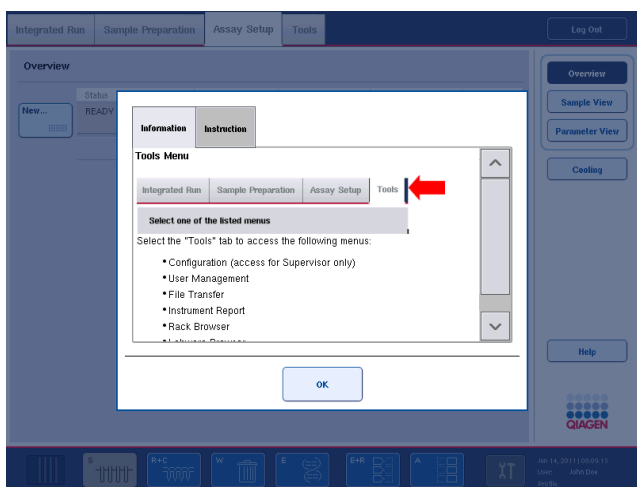 Integrated Run Sample Preparation Assay Setup Tools Log Out
Overview
Status
New... READY
Overview
Sample View
Parameter View
Cooling
Help
QIAGEN
Information Instruction
Tools Menu
Integrated Run Sample Preparation Assay Setup Tools
Select one of the listed menus
Select the "Tools" tab to access the following menus:
• Configuration (access for Supervisor only)
• User Management
• File Transfer
• Instrument Report
• Rack Browser
• Labware Browser
OK
S R+C W E E+R A
Jun 14, 2011 | 08:09:15
User John Doe
Profile